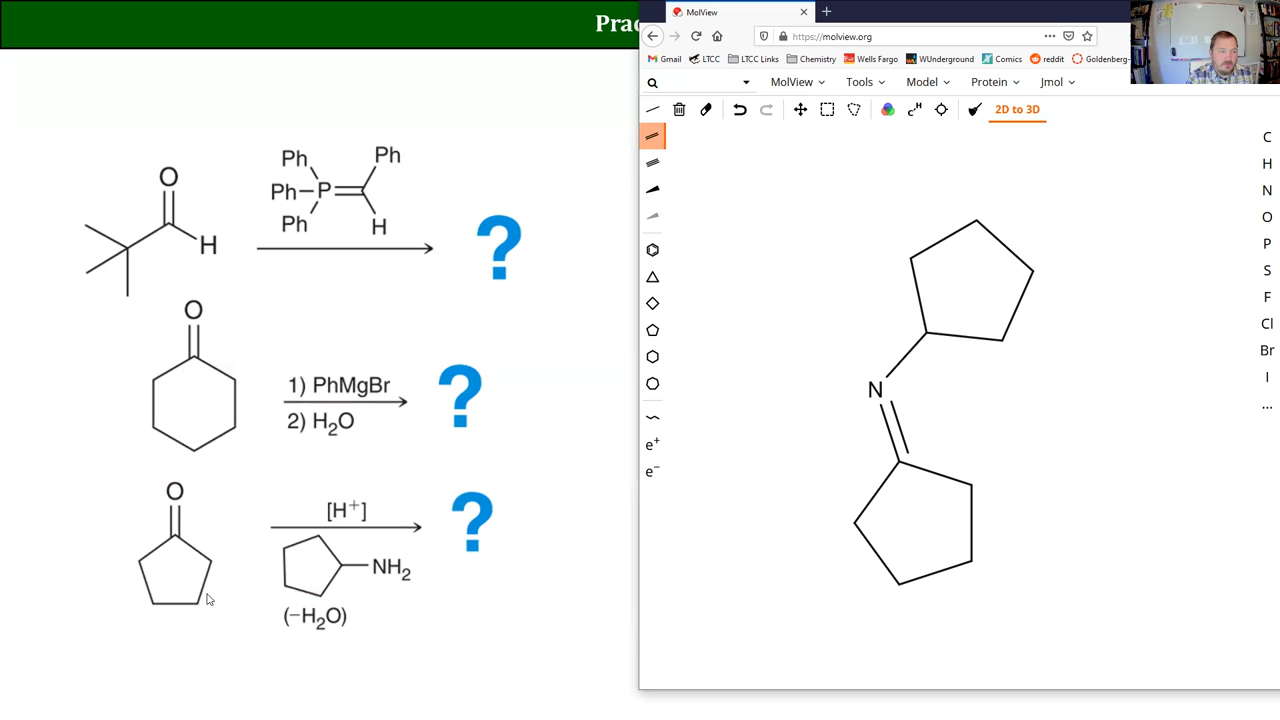 Prac
MolView
https://molview.org
Gmail LTCC LTCC Links Chemistry Wells Fargo WUnderground Comics reddit Goldenberg-
MolView Tools Model Protein Jmol
2D to 3D
C
H
N
O
P
S
F
Cl
Br
I
...
e+
e−
N
O
H
Ph
Ph
Ph
P
Ph
H
?
O
1) PhMgBr
2) H₂O
?
O
[H⁺]
NH₂
(−H₂O)
?